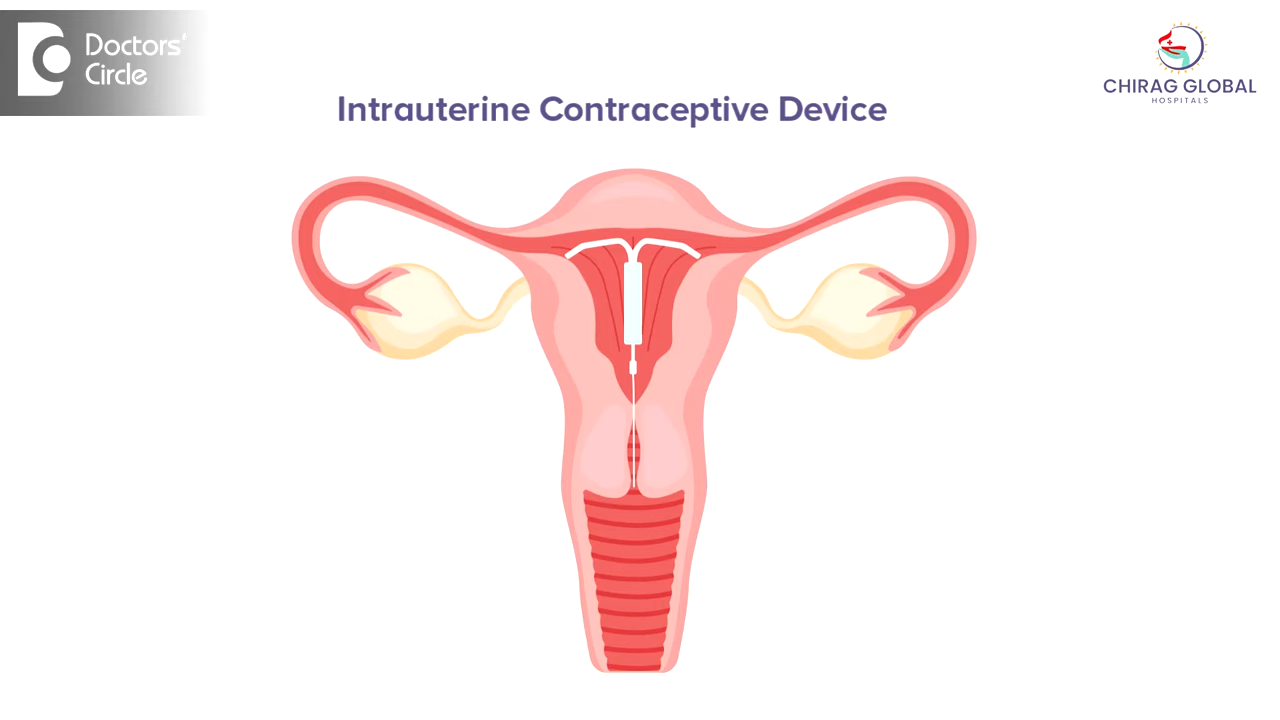 Doctors'
Circle
CHIRAG GLOBAL
HOSPITALS
Intrauterine Contraceptive Device